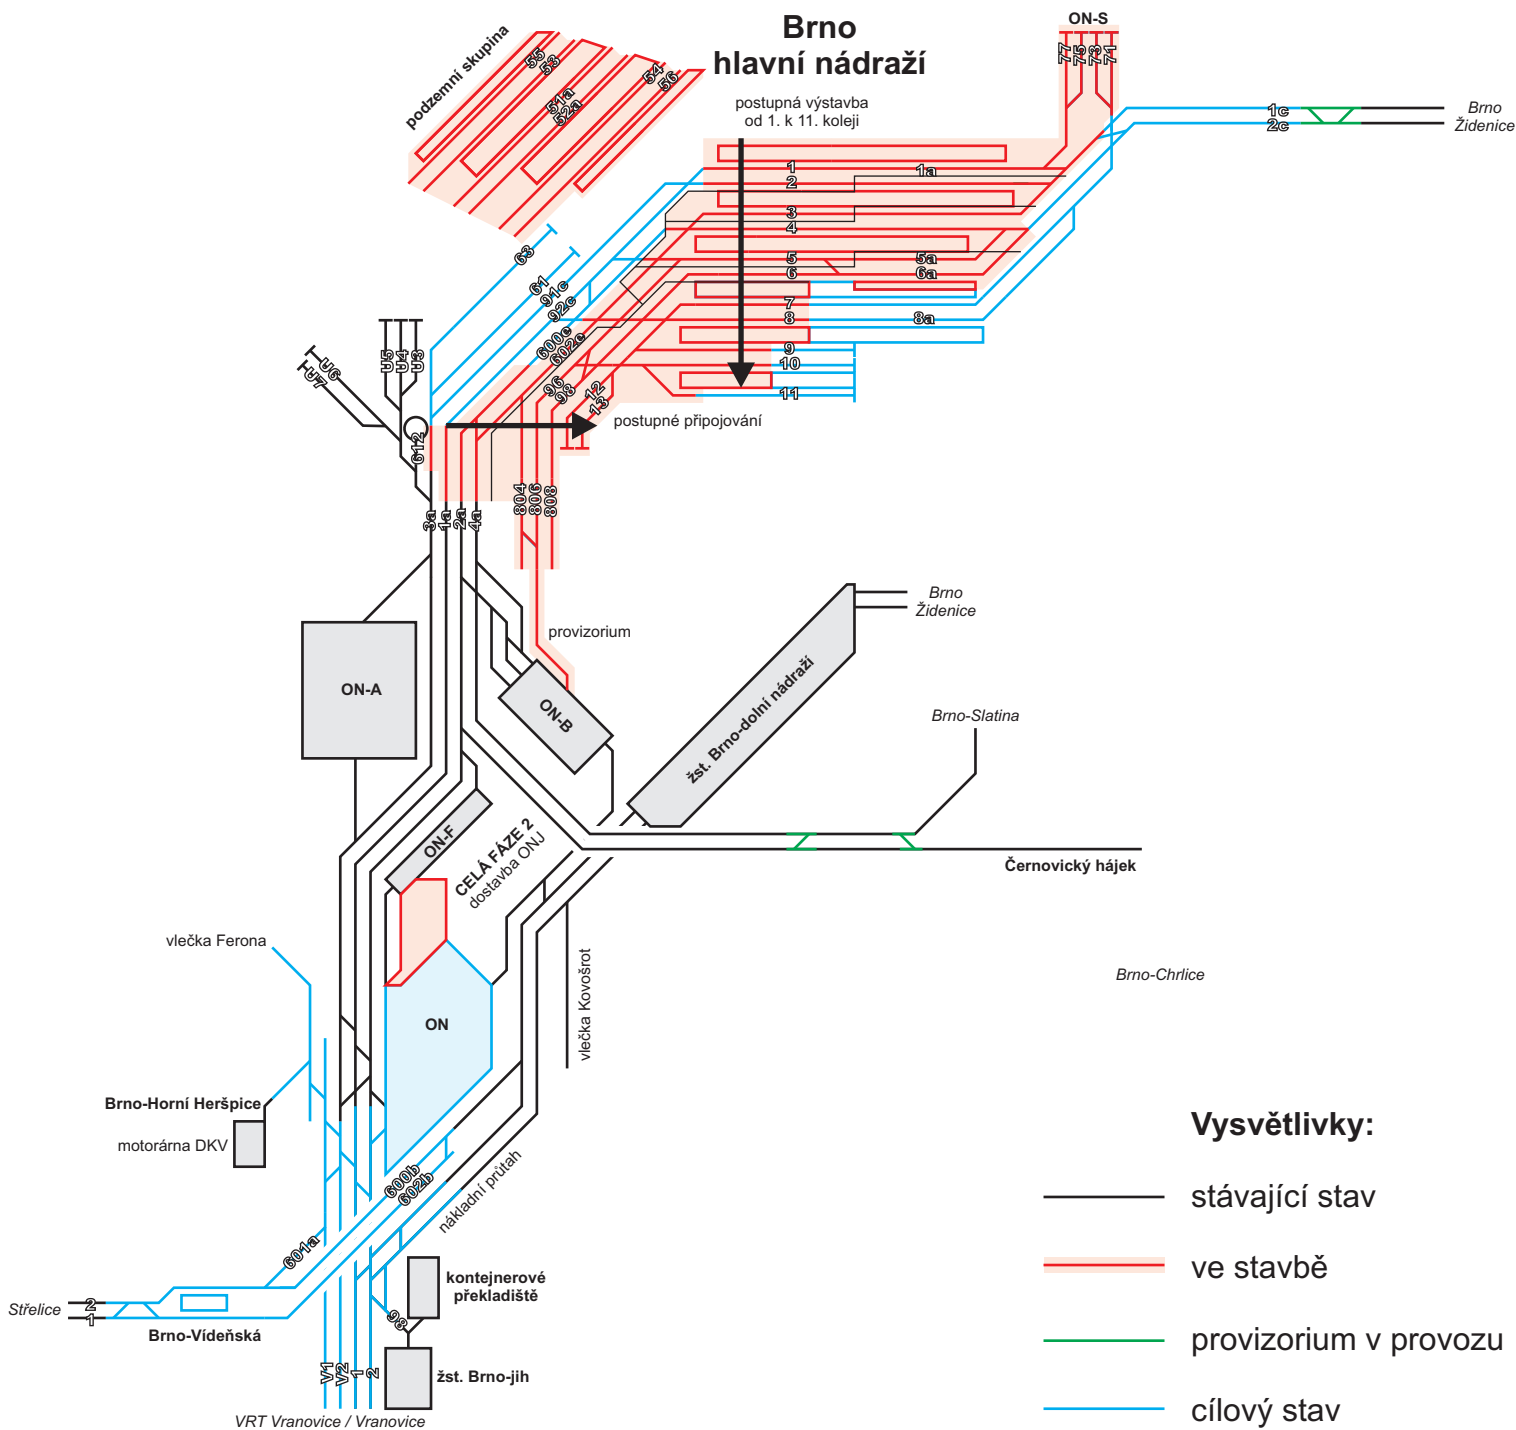 Brno
hlavní nádraží
postupná výstavba
od 1. k 11. koleji
ON-S
77
75
73
71
podzemní skupina
55
53
51a
52a
54
56
1c
2c
Brno
Židenice
1
1a
2
3
4
5
5a
6
6a
7
8
8a
9
10
11
63
61
91c
92c
600e
602e
96
98
12
13
U5
U4
U3
U6
U7
612
postupné připojování
804
806
808
3a
1a
2a
4a
provizorium
Brno
Židenice
ON-A
ON-B
žst. Brno-dolní nádraží
Brno-Slatina
ON-F
CELÁ FÁZE 2
dostavba ONJ
Černovický hájek
vlečka Ferona
vlečka Kovošrot
Brno-Chrlice
ON
Brno-Horní Heršpice
motorárna DKV
600b
602b
nákladní průtah
601a
kontejnerové
překladiště
98
Střelice
2
1
Brno-Vídeňská
V1
V2
1
2
žst. Brno-jih
VRT Vranovice / Vranovice
Vysvětlivky:
stávající stav
ve stavbě
provizorium v provozu
cílový stav